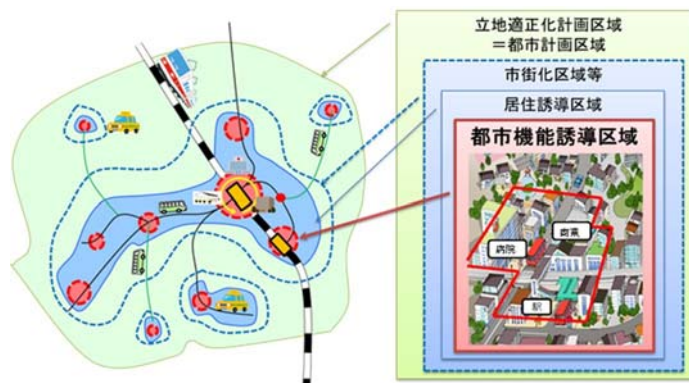 立地適正化計画区域
＝都市計画区域
市街化区域等
居住誘導区域
都市機能誘導区域
病院
商業
駅